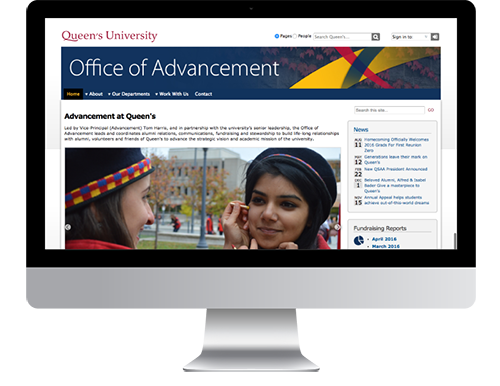 Queen's University
Pages People Search Queen's... Sign in to
Office of Advancement
Home About Our Departments Work With Us Contact
Advancement at Queen's
Led by Vice Principal (Advancement) Tom Harris, and in partnership with the university's senior leadership, the Office of
Advancement leads and coordinates alumni relations, communications, fundraising and stewardship to build life long relationships
with alumni, volunteers and friends of Queen's to advance the strategic vision and academic mission of the university.
Search this site... GO
News
AUG 11 Homecoming Officially Welcomes
2016 Grads For First Reunion
Zero
MAY 12 Generations leave their mark on
Queen's
FEB 22 New QSAA President Announced
DEC 1 Beloved Alumni, Alfred & Isabel
Bader Give a masterpiece to
Queen's
NOV 15 Annual Appeal helps students
achieve out-of-this-world dreams
Fundraising Reports
• April 2016
• March 2016